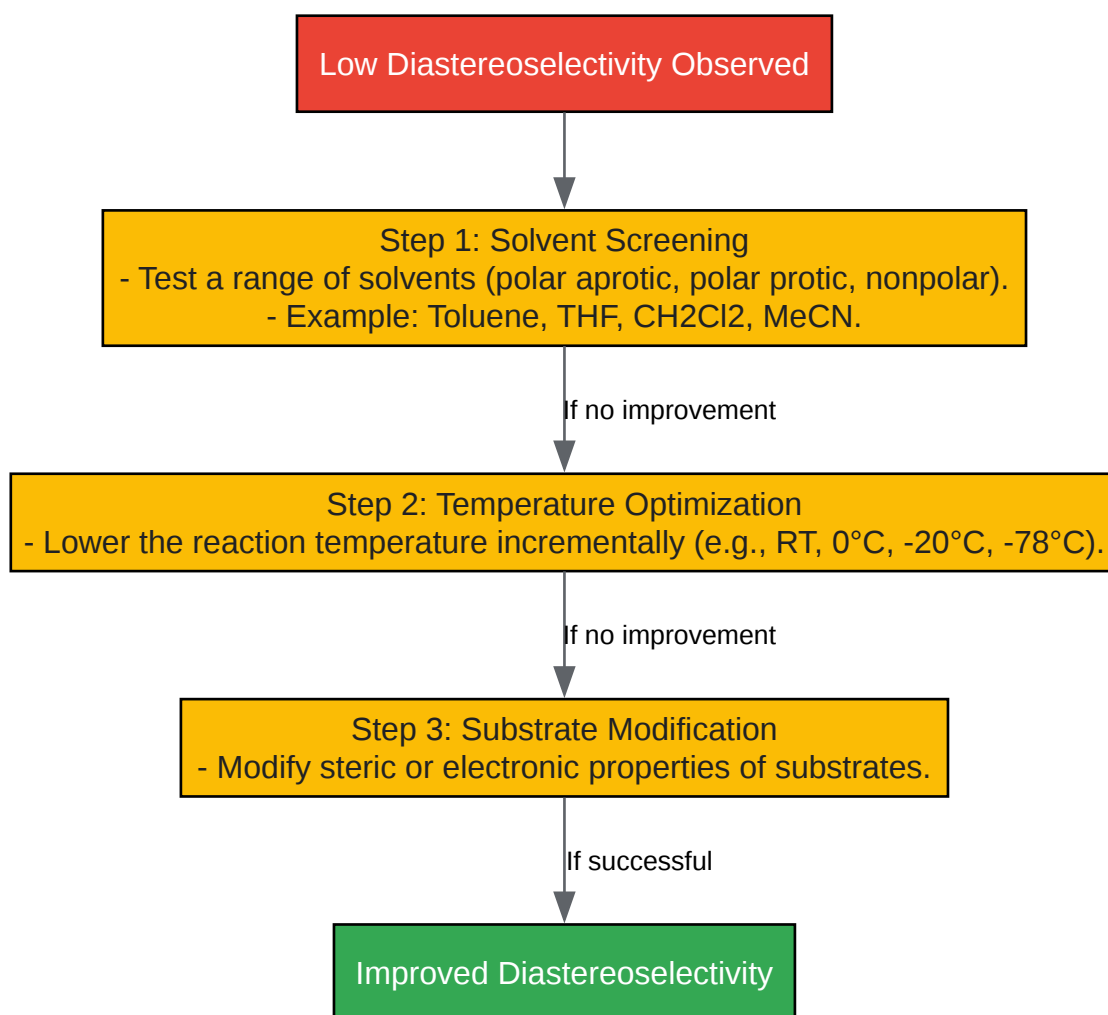 Low Diastereoselectivity Observed
Step 1: Solvent Screening
- Test a range of solvents (polar aprotic, polar protic, nonpolar).
- Example: Toluene, THF, CH2Cl2, MeCN.
If no improvement
Step 2: Temperature Optimization
- Lower the reaction temperature incrementally (e.g., RT, 0°C, -20°C, -78°C).
If no improvement
Step 3: Substrate Modification
- Modify steric or electronic properties of substrates.
If successful
Improved Diastereoselectivity